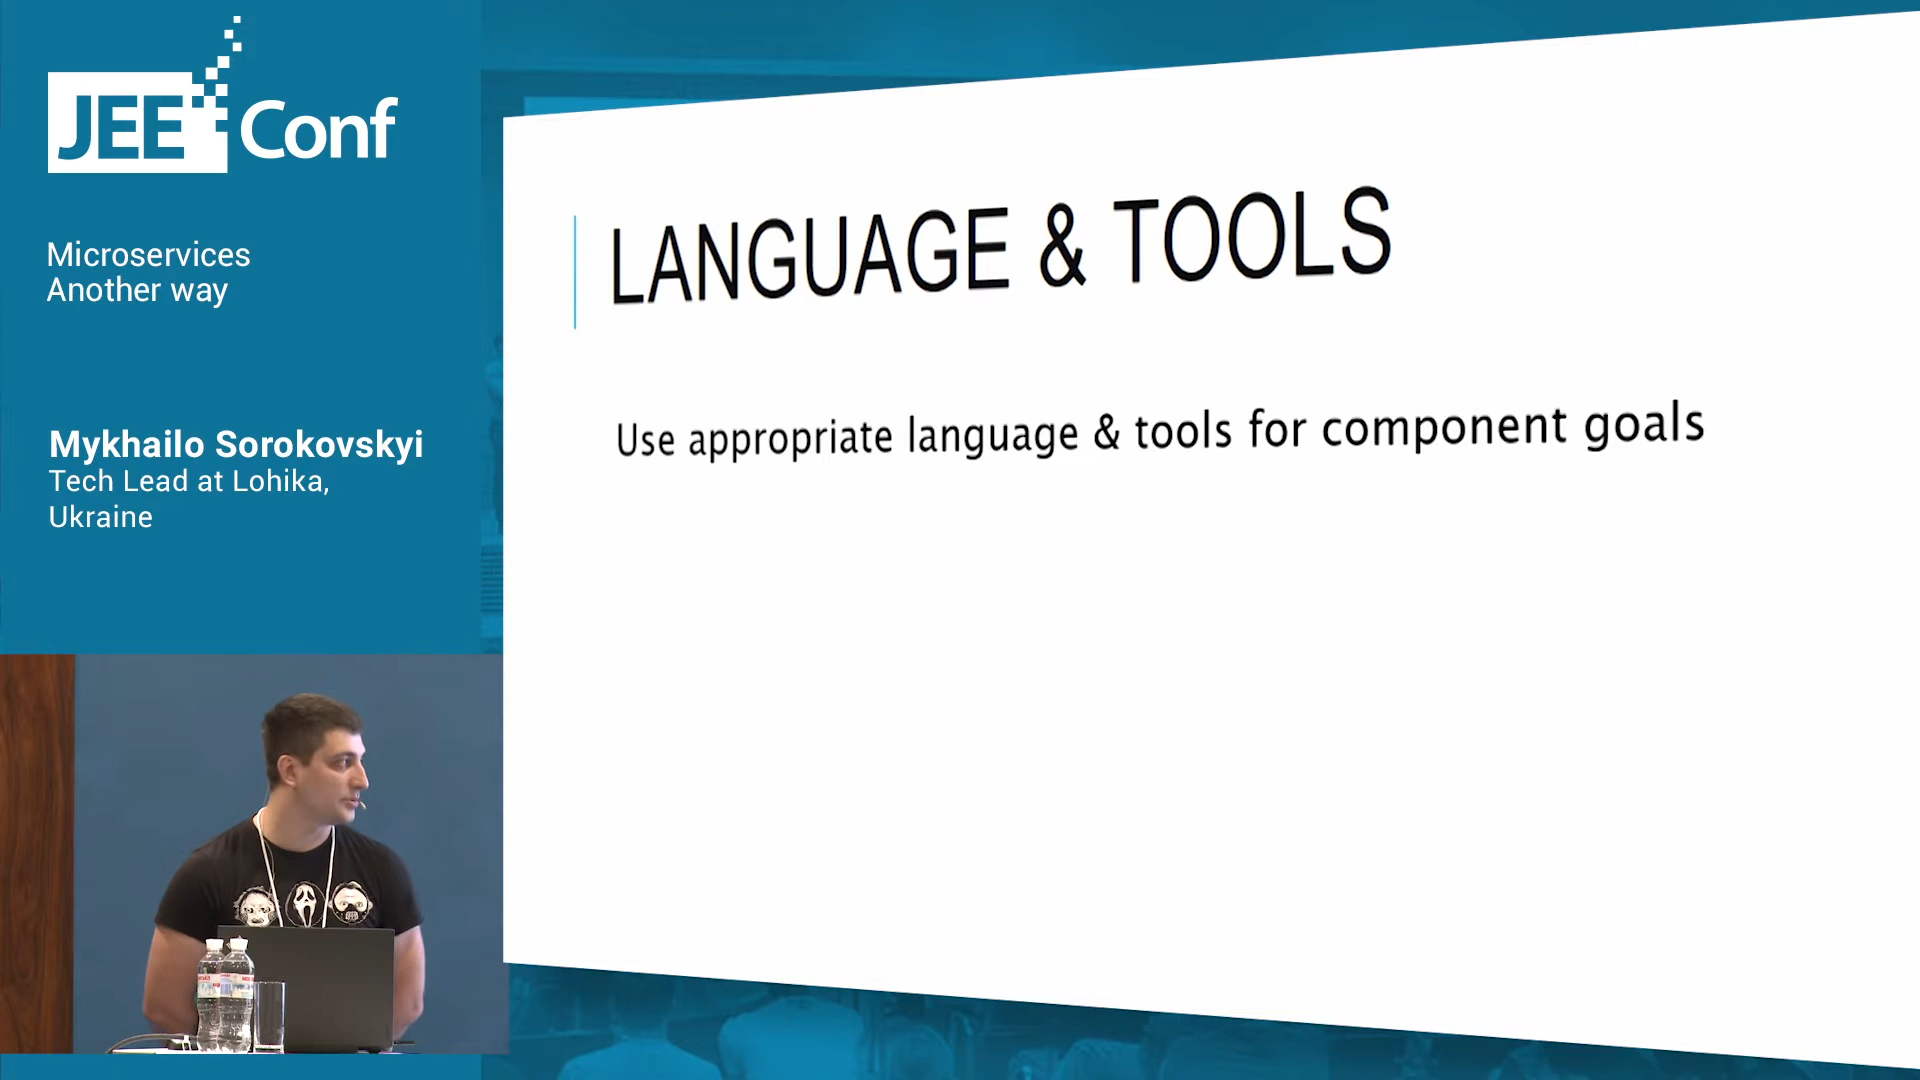 JEE Conf
Microservices
Another way
Mykhailo Sorokovskyi
Tech Lead at Lohika,
Ukraine
LANGUAGE & TOOLS
Use appropriate language & tools for component goals